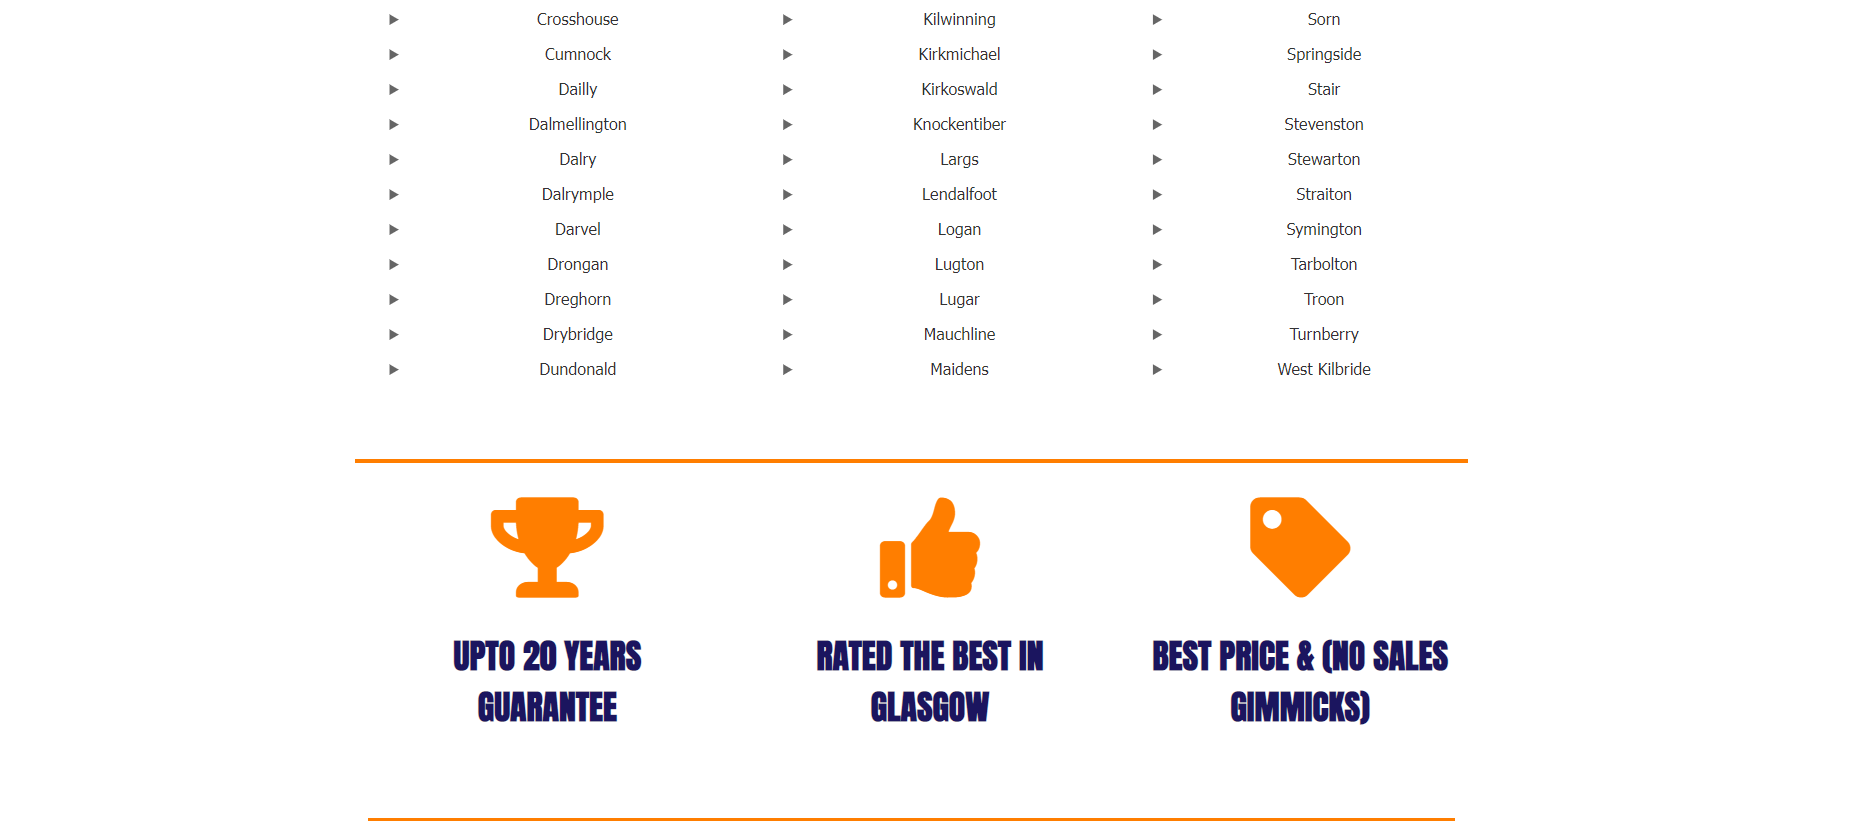 Crosshouse
Cumnock
Dailly
Dalmellington
Dalry
Dalrymple
Darvel
Drongan
Dreghorn
Drybridge
Dundonald
Kilwinning
Kirkmichael
Kirkoswald
Knockentiber
Largs
Lendalfoot
Logan
Lugton
Lugar
Mauchline
Maidens
Sorn
Springside
Stair
Stevenston
Stewarton
Straiton
Symington
Tarbolton
Troon
Turnberry
West Kilbride
UPTO 20 YEARS
GUARANTEE
RATED THE BEST IN
GLASGOW
BEST PRICE & (NO SALES
GIMMICKS)